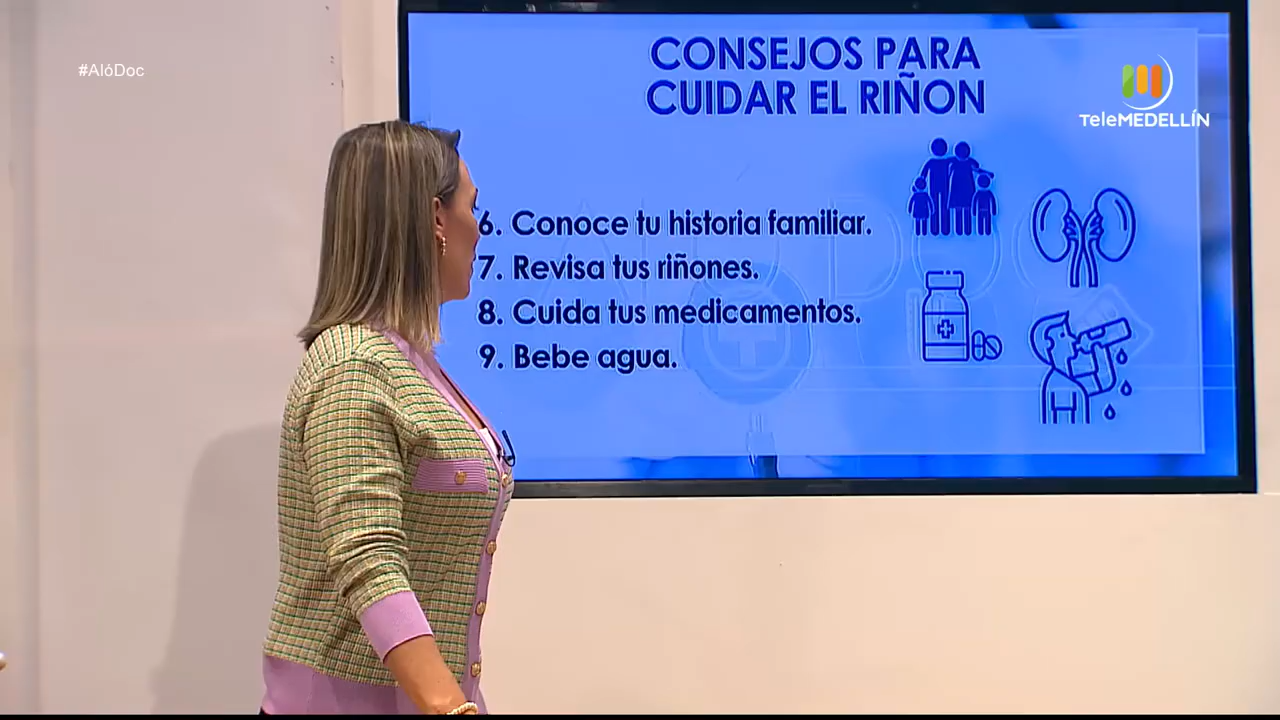 #AlóDoc
CONSEJOS PARA
CUIDAR EL RIÑON
TeleMEDELLÍN
6. Conoce tu historia familiar.
7. Revisa tus riñones.
8. Cuida tus medicamentos.
9. Bebe agua.